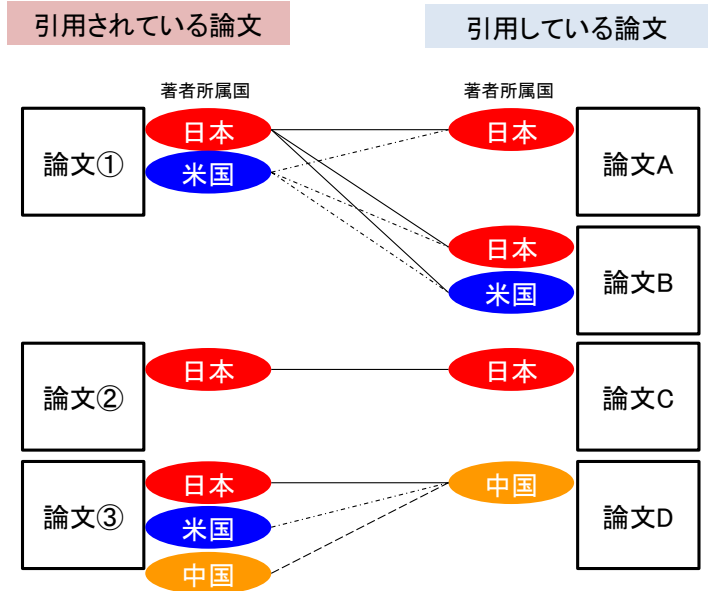 引用されている論文
引用している論文
著者所属国
著者所属国
論文①
日本
米国
日本
論文A
日本
米国
論文B
論文②
日本
日本
論文C
論文③
日本
米国
中国
中国
論文D